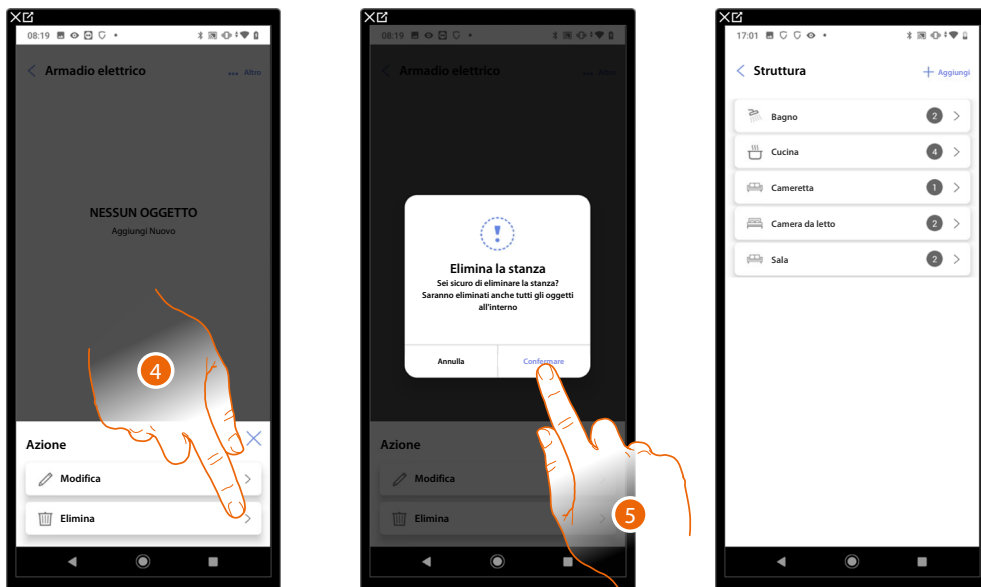 08:19
Armadio elettrico
Altro
NESSUN OGGETTO
Aggiungi Nuovo
4
Azione
Modifica
Elimina
08:19
Armadio elettrico
Altro
Elimina la stanza
Sei sicuro di eliminare la stanza?
Saranno eliminati anche tutti gli oggetti
all'interno
Annulla
Confermare
Azione
Modifica
Elimina
5
17:01
Struttura
Aggiungi
Bagno
2
Cucina
4
Cameretta
1
Camera da letto
2
Sala
2